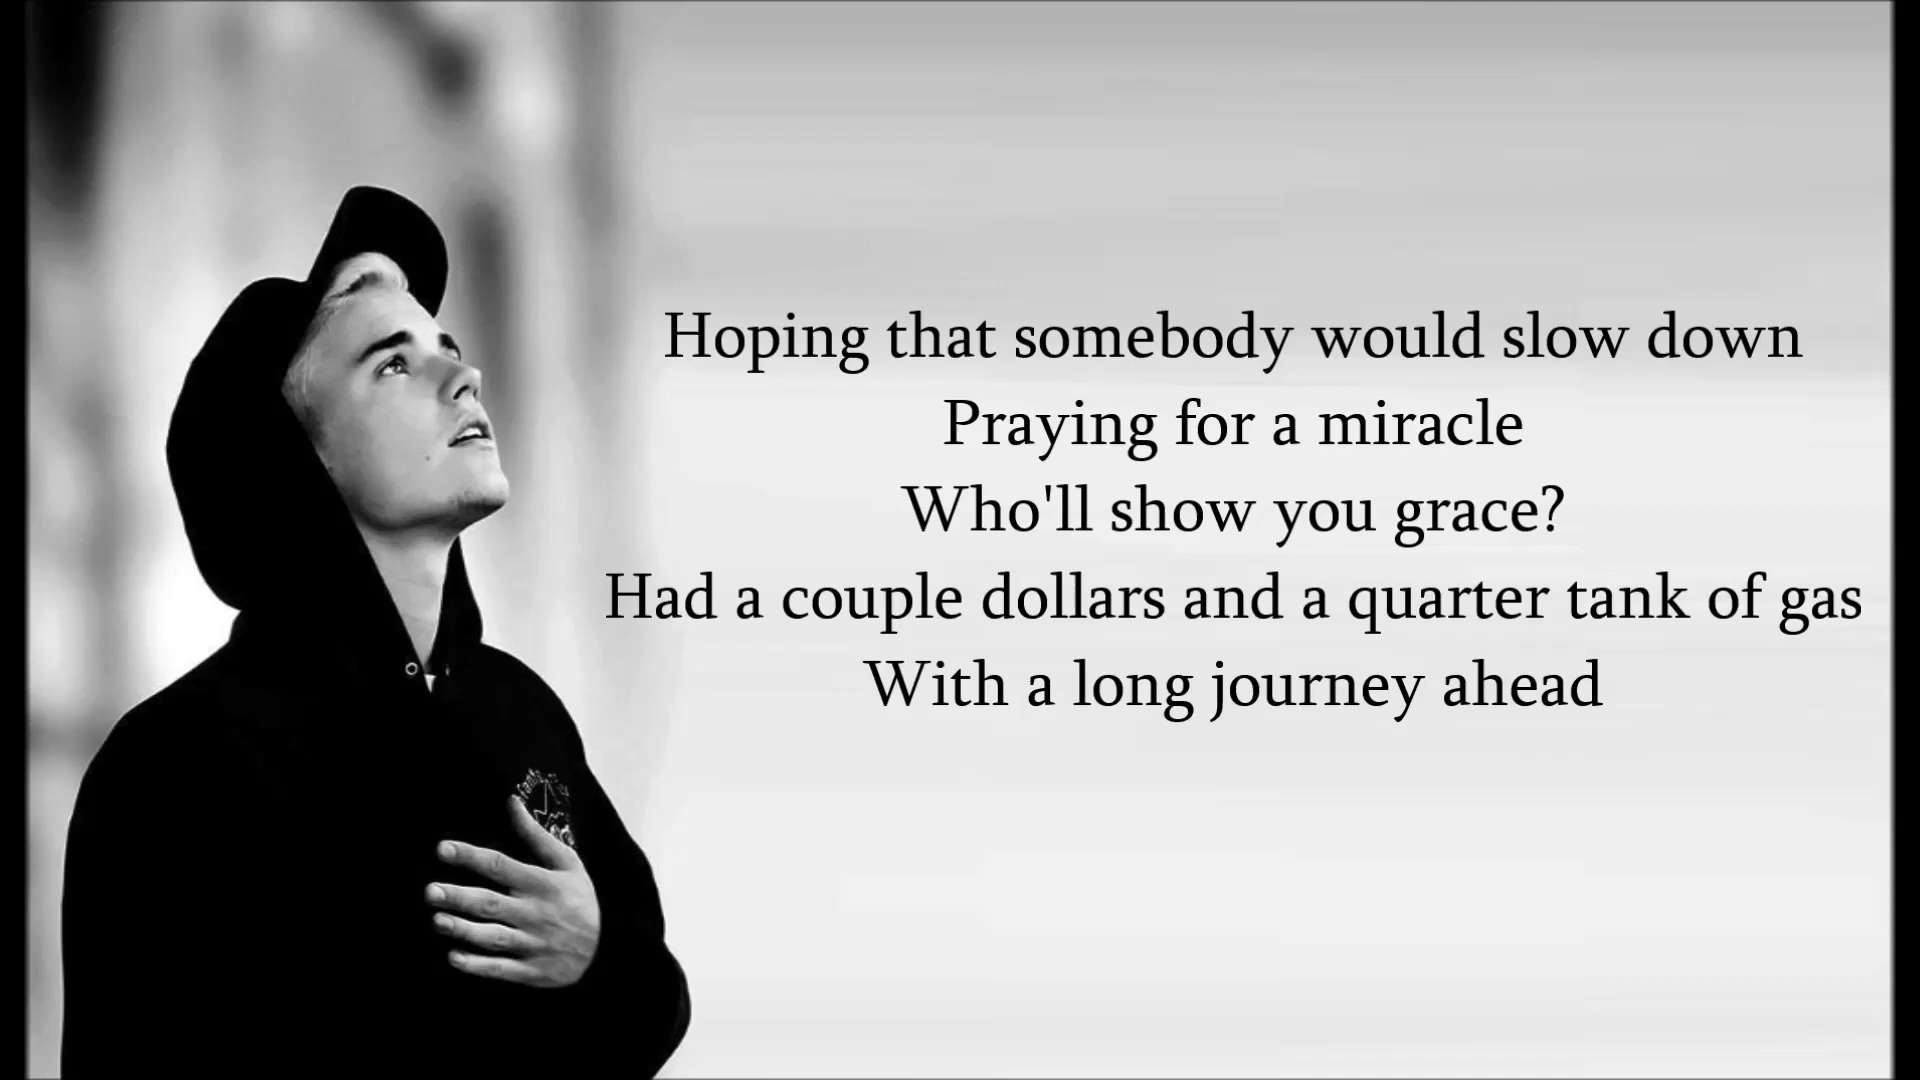 Hoping that somebody would slow down
Praying for a miracle
Who'll show you grace?
Had a couple dollars and a quarter tank of gas
With a long journey ahead